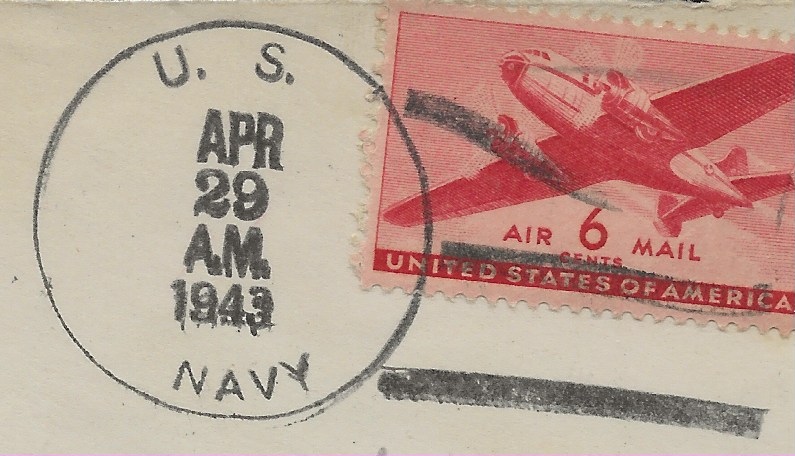 U. S.
APR
29
A.M.
1943
NAVY
AIR 6 MAIL
CENTS
UNITED STATES OF AMERICA